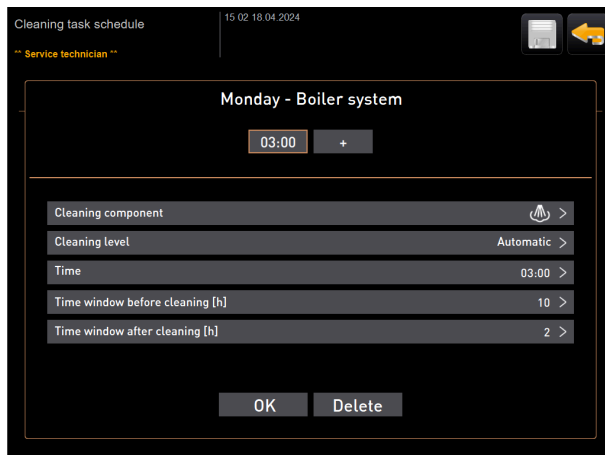 Cleaning task schedule
15 02 18.04.2024
** Service technician **
Monday - Boiler system
03:00 +
Cleaning component >
Cleaning level Automatic >
Time 03:00 >
Time window before cleaning [h] 10 >
Time window after cleaning [h] 2 >
OK Delete